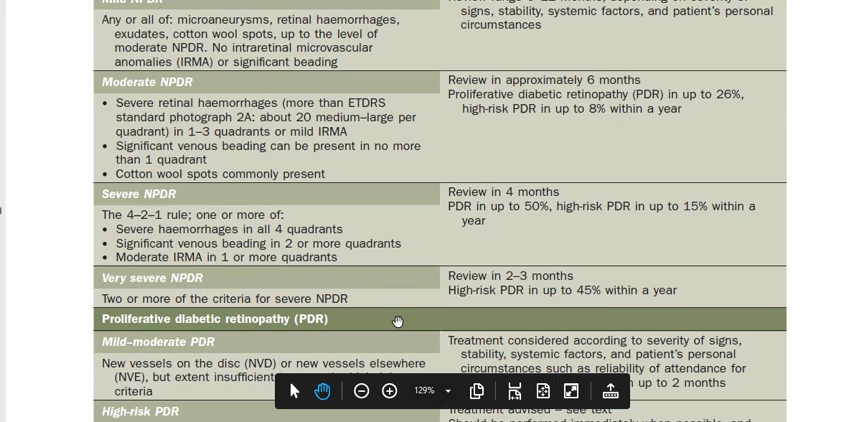 Mild NPDR
Any or all of: microaneurysms, retinal haemorrhages,
exudates, cotton wool spots, up to the level of
moderate NPDR. No intraretinal microvascular
anomalies (IRMA) or significant beading
signs, stability, systemic factors, and patient's personal
circumstances
Moderate NPDR
• Severe retinal haemorrhages (more than ETDRS
standard photograph 2A: about 20 medium–large per
quadrant) in 1–3 quadrants or mild IRMA
• Significant venous beading can be present in no more
than 1 quadrant
• Cotton wool spots commonly present
Review in approximately 6 months
Proliferative diabetic retinopathy (PDR) in up to 26%,
high-risk PDR in up to 8% within a year
Severe NPDR
The 4–2–1 rule; one or more of:
• Severe haemorrhages in all 4 quadrants
• Significant venous beading in 2 or more quadrants
• Moderate IRMA in 1 or more quadrants
Review in 4 months
PDR in up to 50%, high-risk PDR in up to 15% within a
year
Very severe NPDR
Two or more of the criteria for severe NPDR
Review in 2–3 months
High-risk PDR in up to 45% within a year
Proliferative diabetic retinopathy (PDR)
Mild–moderate PDR
New vessels on the disc (NVD) or new vessels elsewhere
(NVE), but extent insufficient
criteria
Treatment considered according to severity of signs,
stability, systemic factors, and patient's personal
circumstances such as reliability of attendance for
up to 2 months
High-risk PDR
Treatment advised – see text
129%